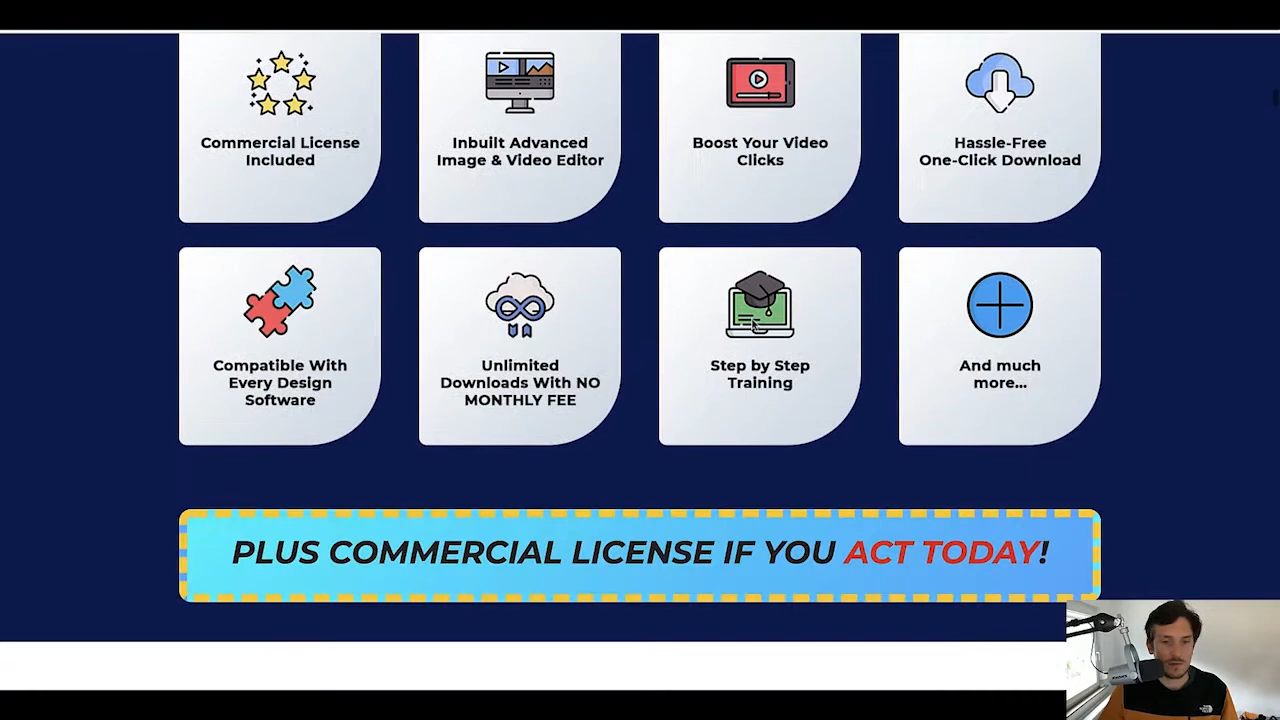 Commercial License
Included
Inbuilt Advanced
Image & Video Editor
Boost Your Video
Clicks
Hassle-Free
One-Click Download
Compatible With
Every Design
Software
Unlimited
Downloads With NO
MONTHLY FEE
Step by Step
Training
And much
more...
PLUS COMMERCIAL LICENSE IF YOU ACT TODAY!